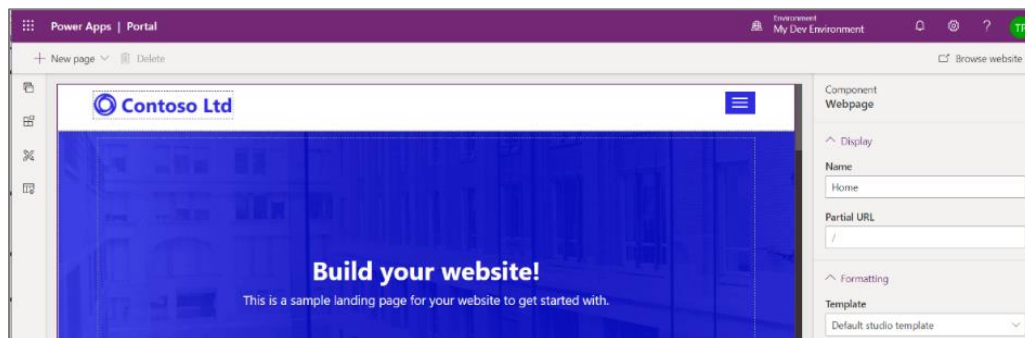 Power Apps | Portal
Environment
My Dev Environment
?
TP
New page
Delete
Browse website
Contoso Ltd
Component
Webpage
Display
Name
Home
Partial URL
/
Build your website!
This is a sample landing page for your website to get started with.
Formatting
Template
Default studio template